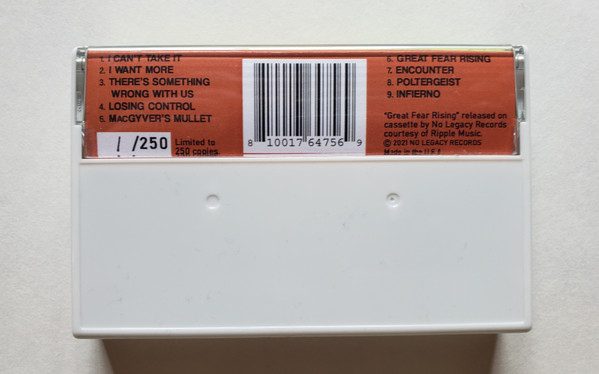 1. I CAN'T TAKE IT
2. I WANT MORE
3. THERE'S SOMETHING
WRONG WITH US
4. LOSING CONTROL
5. MACGYVER'S MULLET
1/250 Limited to
250 copies.
8 10017 64756 9
6. GREAT FEAR RISING
7. ENCOUNTER
8. POLTERGEIST
9. INFIERNO
"Great Fear Rising" released on
cassette by No Legacy Records
courtesy of Ripple Music.
© 2021 NO LEGACY RECORDS
Made in the U.S.A